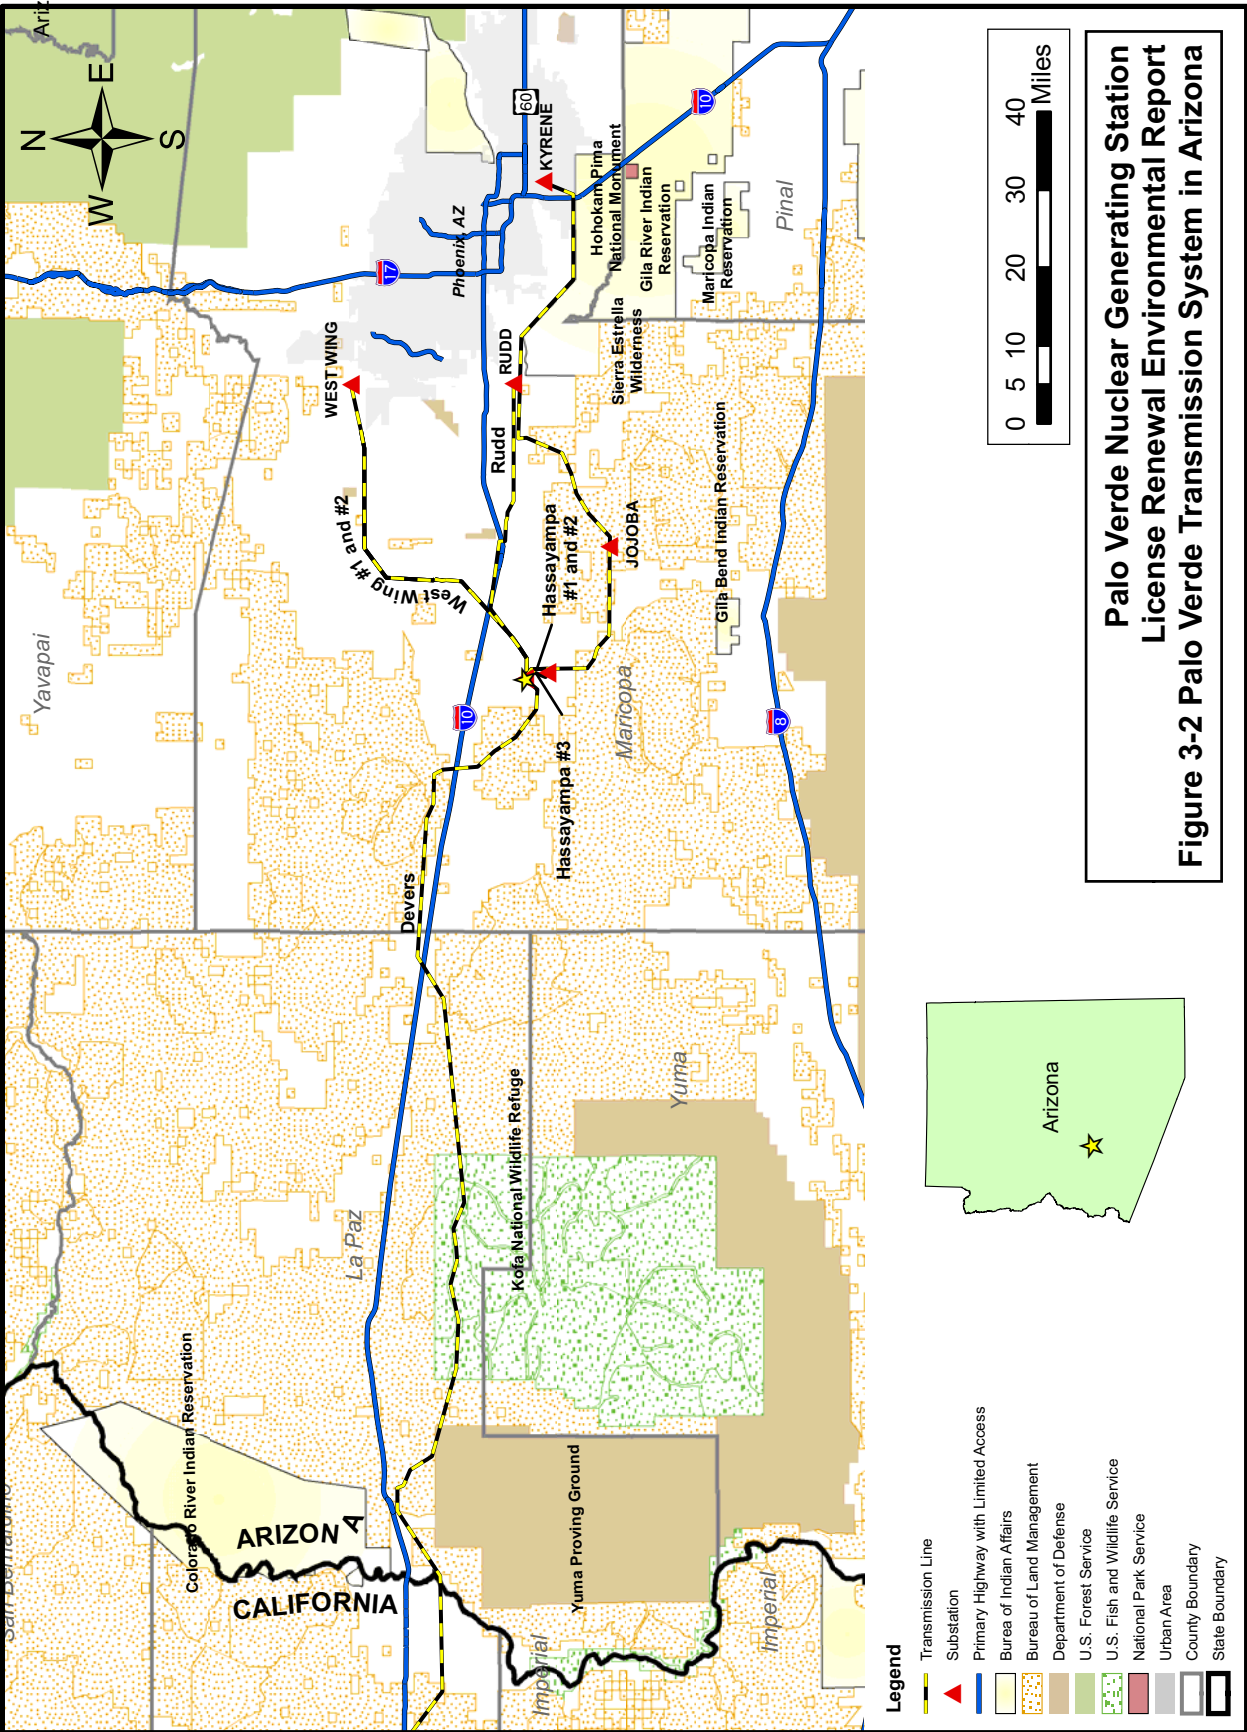 Ariz
N
W
E
S
Yavapai
WEST WING
West Wing #1 and #2
17
Phoenix, AZ
60
KYRENE
Hohokam Pima
National Monument
Gila River Indian
Reservation
10
Maricopa Indian
Reservation
Pinal
RUDD
Rudd
Sierra Estrella
Wilderness
Hassayampa
#1 and #2
JOJOBA
Gila Bend Indian Reservation
Maricopa
10
Hassayampa #3
8
Devers
La Paz
Kofa National Wildlife Refuge
Yuma
Colorado River Indian Reservation
ARIZONA
CALIFORNIA
San Bernardino
Yuma Proving Ground
Imperial
Imperial
Arizona
0 5 10 20 30 40
Miles
Legend
Transmission Line
Substation
Primary Highway with Limited Access
Burea of Indian Affairs
Bureau of Land Management
Department of Defense
U.S. Forest Service
U.S. Fish and Wildlife Service
National Park Service
Urban Area
County Boundary
State Boundary
Palo Verde Nuclear Generating Station
License Renewal Environmental Report
Figure 3-2 Palo Verde Transmission System in Arizona